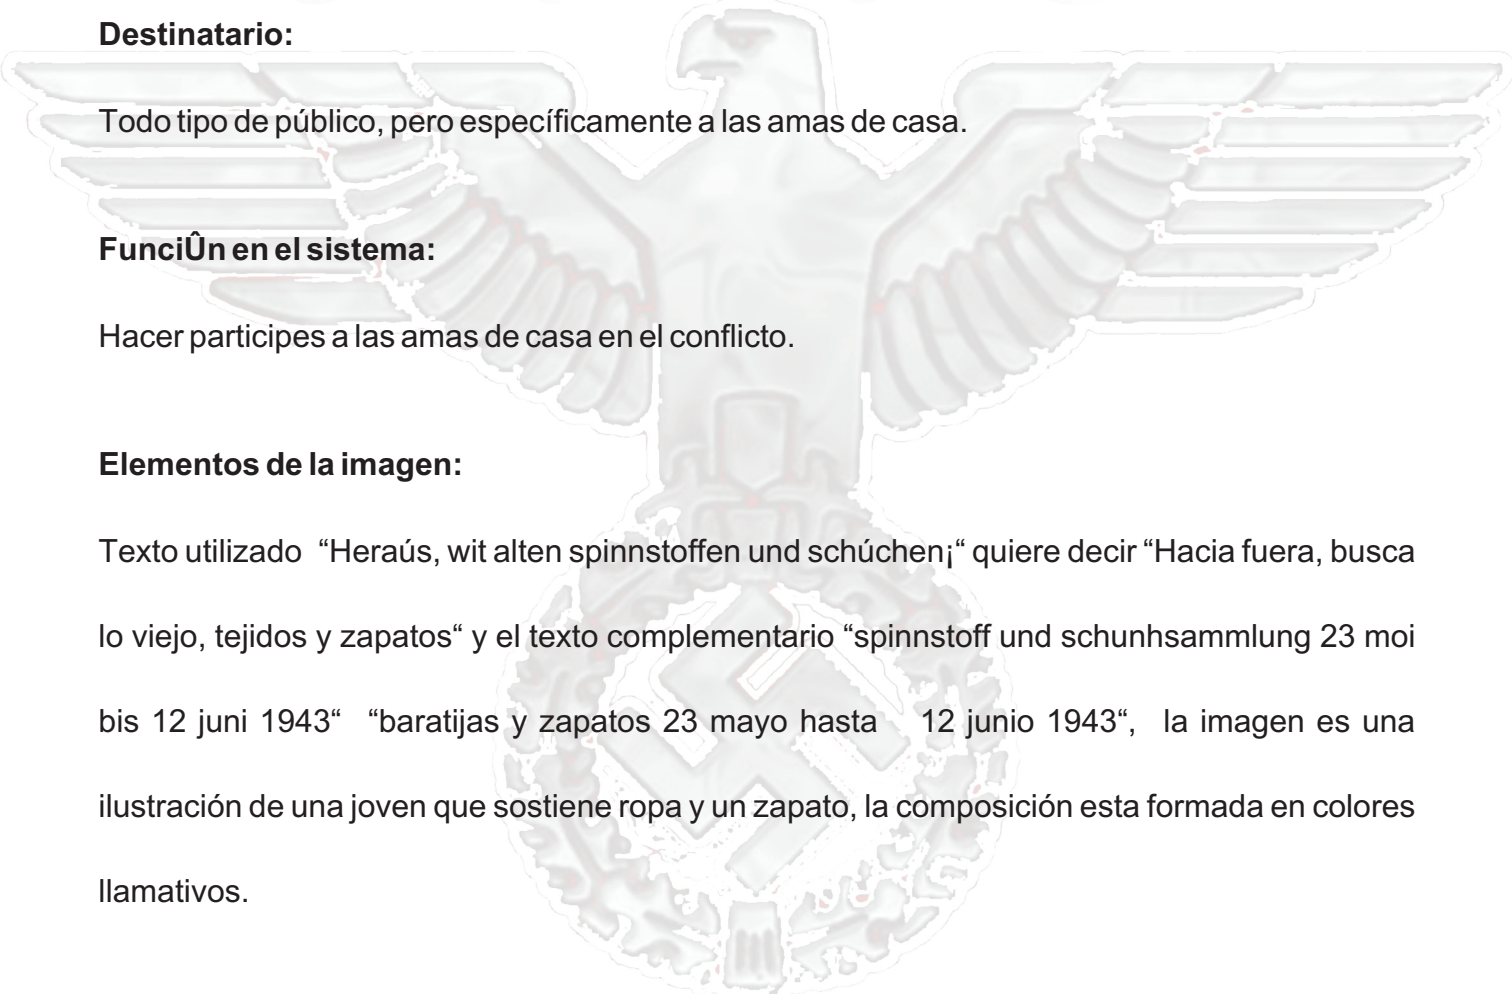 Destinatario:
Todo tipo de público, pero específicamente a las amas de casa.
FunciÛn en el sistema:
Hacer participes a las amas de casa en el conflicto.
Elementos de la imagen:
Texto utilizado “Heraús, wit alten spinnstoffen und schúchen¡“ quiere decir “Hacia fuera, busca
lo viejo, tejidos y zapatos“ y el texto complementario “spinnstoff und schunhsammlung 23 moi
bis 12 juni 1943“ “baratijas y zapatos 23 mayo hasta 12 junio 1943“, la imagen es una
ilustración de una joven que sostiene ropa y un zapato, la composición esta formada en colores
llamativos.